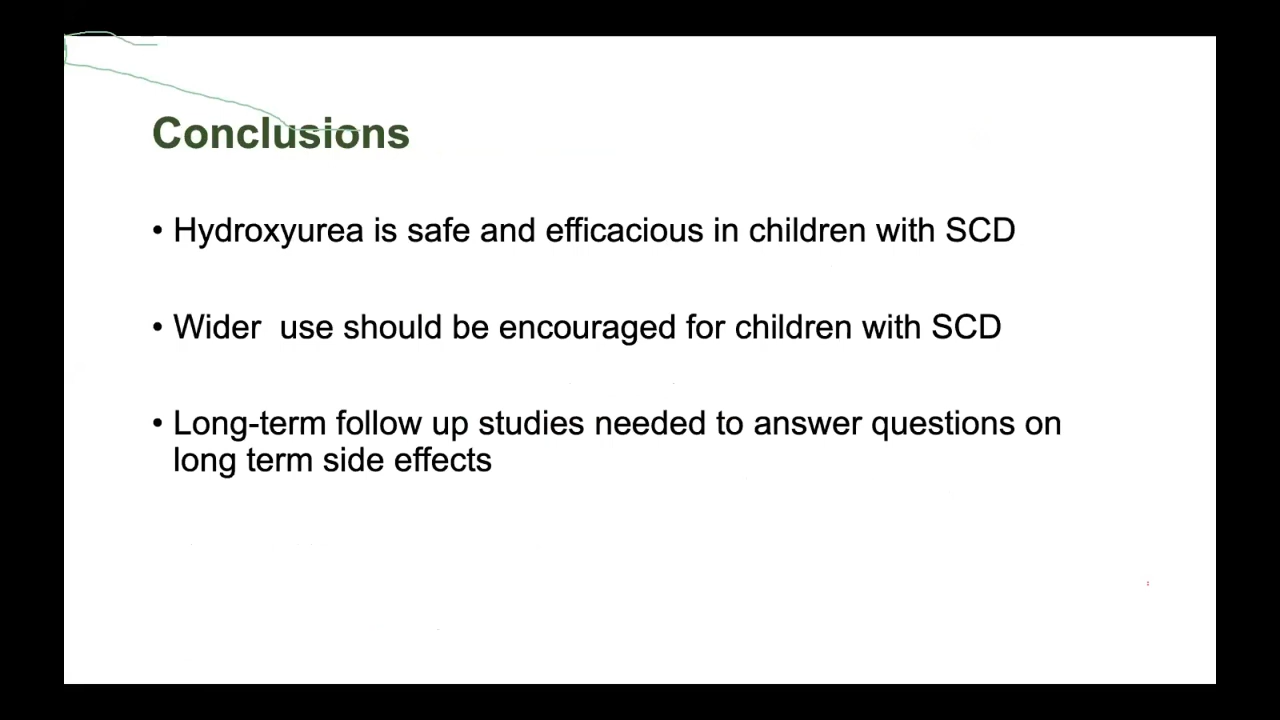 Conclusions
• Hydroxyurea is safe and efficacious in children with SCD
• Wider  use should be encouraged for children with SCD
• Long-term follow up studies needed to answer questions on
long term side effects